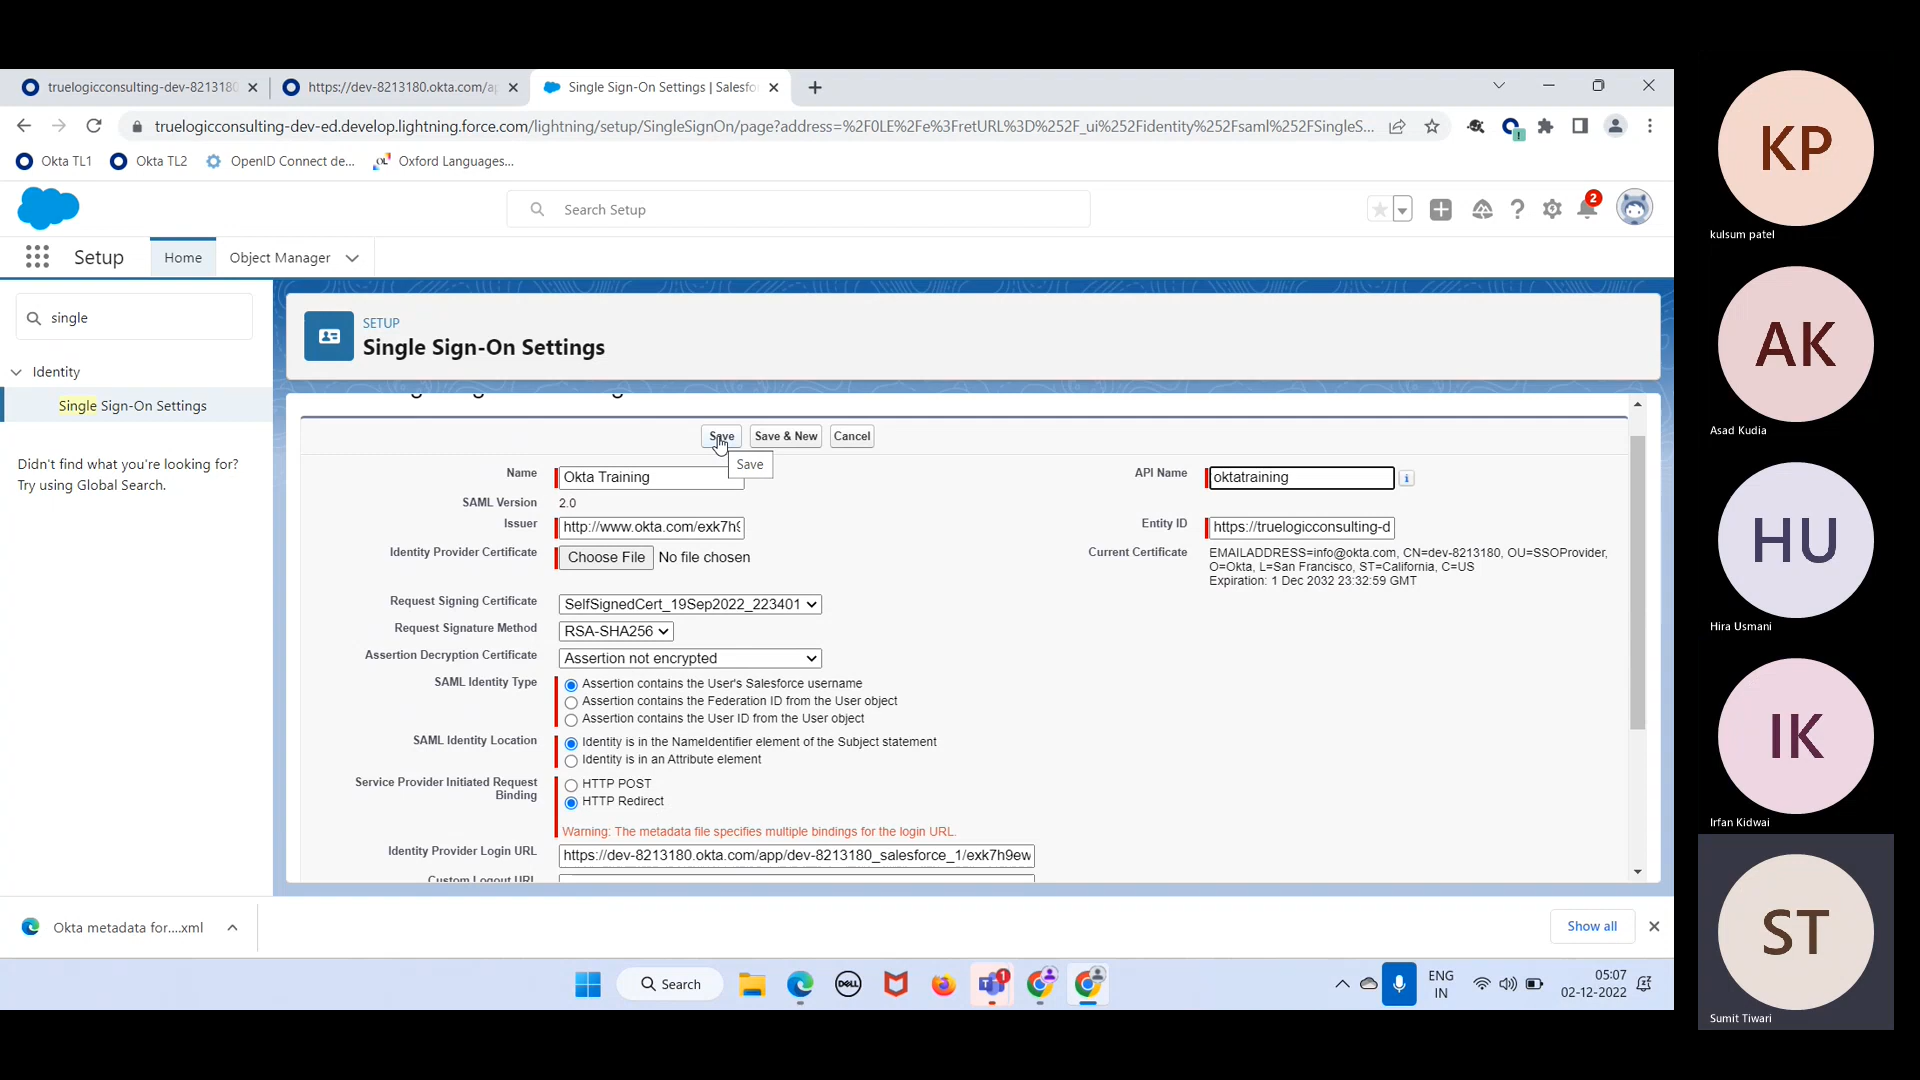 truelogicconsulting-dev-8213180
https://dev-8213180.okta.com/ap
Single Sign-On Settings | Salesfo
truelogicconsulting-dev-ed.develop.lightning.force.com/lightning/setup/SingleSignOn/page?address=%2F0LE%2Fe%3FretURL%3D%252F_ui%252Fidentity%252Fsaml%252FSingleS...
Okta TL1
Okta TL2
OpenID Connect de...
Oxford Languages...
Search Setup
2
Setup
Home
Object Manager
single
Identity
Single Sign-On Settings
Didn't find what you're looking for?
Try using Global Search.
SETUP
Single Sign-On Settings
Save
Save & New
Cancel
Save
Name
Okta Training
API Name
oktatraining
SAML Version
2.0
Issuer
http://www.okta.com/exk7h9
Entity ID
https://truelogicconsulting-d
Identity Provider Certificate
Choose File
No file chosen
Current Certificate
EMAILADDRESS=info@okta.com, CN=dev-8213180, OU=SSOProvider,
O=Okta, L=San Francisco, ST=California, C=US
Expiration: 1 Dec 2032 23:32:59 GMT
Request Signing Certificate
SelfSignedCert_19Sep2022_223401
Request Signature Method
RSA-SHA256
Assertion Decryption Certificate
Assertion not encrypted
SAML Identity Type
Assertion contains the User's Salesforce username
Assertion contains the Federation ID from the User object
Assertion contains the User ID from the User object
SAML Identity Location
Identity is in the NameIdentifier element of the Subject statement
Identity is in an Attribute element
Service Provider Initiated Request
Binding
HTTP POST
HTTP Redirect
Warning: The metadata file specifies multiple bindings for the login URL.
Identity Provider Login URL
https://dev-8213180.okta.com/app/dev-8213180_salesforce_1/exk7h9ew
Custom Logout URL
Okta metadata for....xml
Show all
Search
DELL
1
ENG
IN
05:07
02-12-2022
KP
kulsum patel
AK
Asad Kudia
HU
Hira Usmani
IK
Irfan Kidwai
ST
Sumit Tiwari